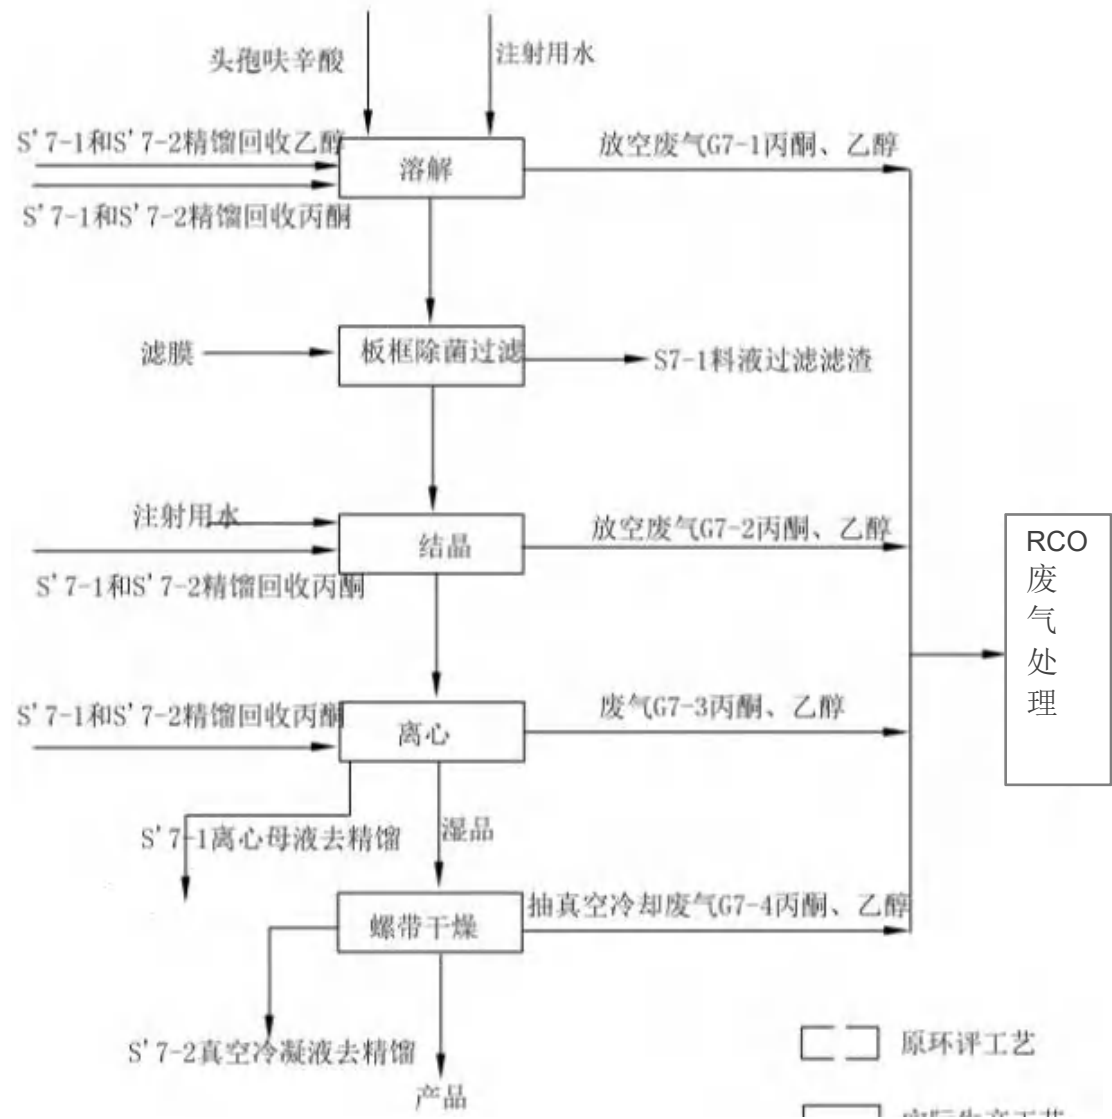 头孢呋辛酸
注射用水
S'7-1和S'7-2精馏回收乙醇
溶解
放空废气G7-1丙酮、乙醇
S'7-1和S'7-2精馏回收丙酮
滤膜
板框除菌过滤
S7-1料液过滤滤渣
注射用水
结晶
放空废气G7-2丙酮、乙醇
S'7-1和S'7-2精馏回收丙酮
RCO
废
气
处
理
S'7-1和S'7-2精馏回收丙酮
离心
废气G7-3丙酮、乙醇
S'7-1离心母液去精馏
湿品
螺带干燥
抽真空冷却废气G7-4丙酮、乙醇
S'7-2真空冷凝液去精馏
产品
原环评工艺